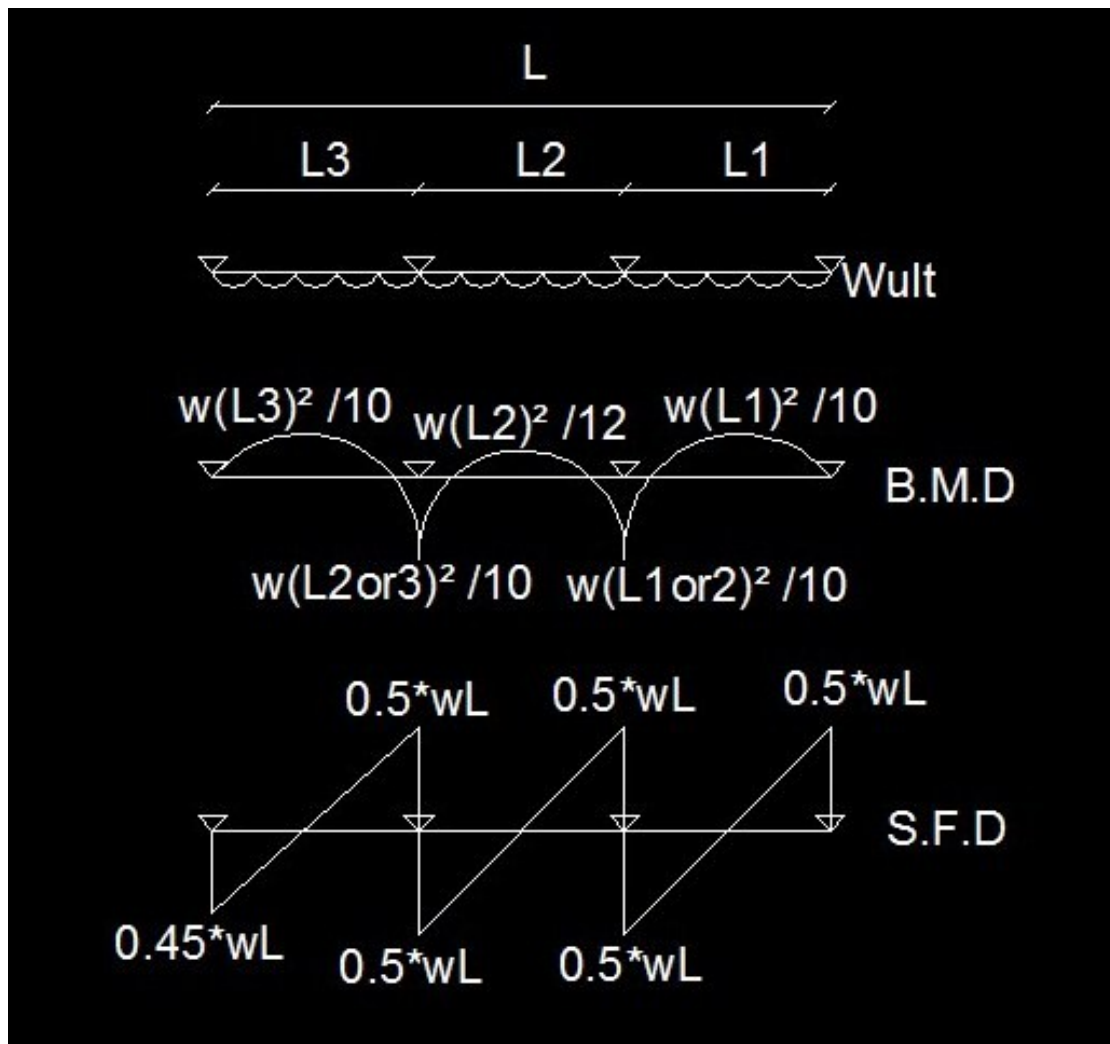 L
L3 L2 L1
Wult
w(L3)² /10 w(L2)² /12 w(L1)² /10
B.M.D
w(L2or3)² /10 w(L1or2)² /10
0.5*wL 0.5*wL 0.5*wL
S.F.D
0.45*wL 0.5*wL 0.5*wL